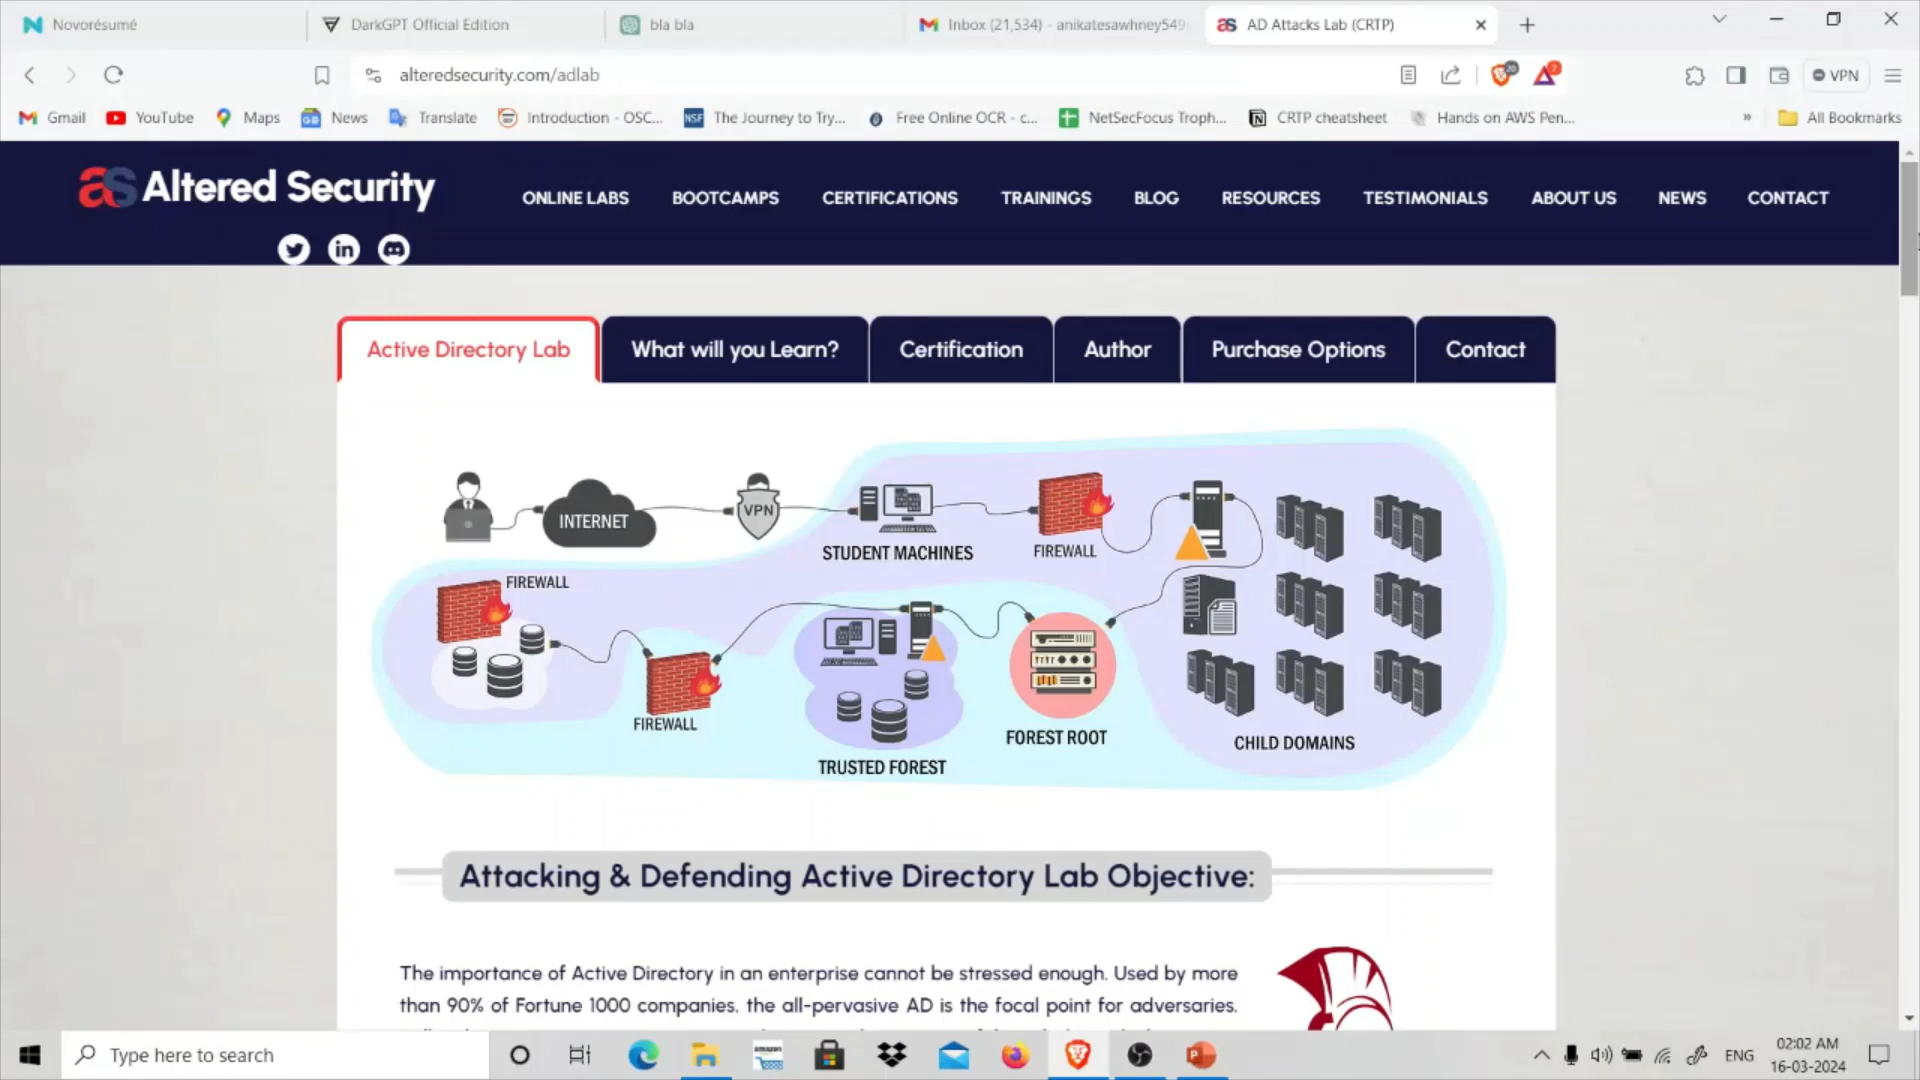 Novorésumé
DarkGPT Official Edition
bla bla
Inbox (21,534) - anikatesawhney549
AD Attacks Lab (CRTP)
alteredsecurity.com/adlab
VPN
Gmail
YouTube
Maps
News
Translate
Introduction - OSC...
NSF
The Journey to Try...
Free Online OCR - c...
NetSecFocus Troph...
CRTP cheatsheet
Hands on AWS Pen...
»
All Bookmarks
as Altered Security
ONLINE LABS
BOOTCAMPS
CERTIFICATIONS
TRAININGS
BLOG
RESOURCES
TESTIMONIALS
ABOUT US
NEWS
CONTACT
Active Directory Lab
What will you Learn?
Certification
Author
Purchase Options
Contact
INTERNET
VPN
STUDENT MACHINES
FIREWALL
FIREWALL
FIREWALL
TRUSTED FOREST
FOREST ROOT
CHILD DOMAINS
Attacking & Defending Active Directory Lab Objective:
The importance of Active Directory in an enterprise cannot be stressed enough. Used by more
than 90% of Fortune 1000 companies, the all-pervasive AD is the focal point for adversaries.
Type here to search
amazon
ENG
02:02 AM
16-03-2024